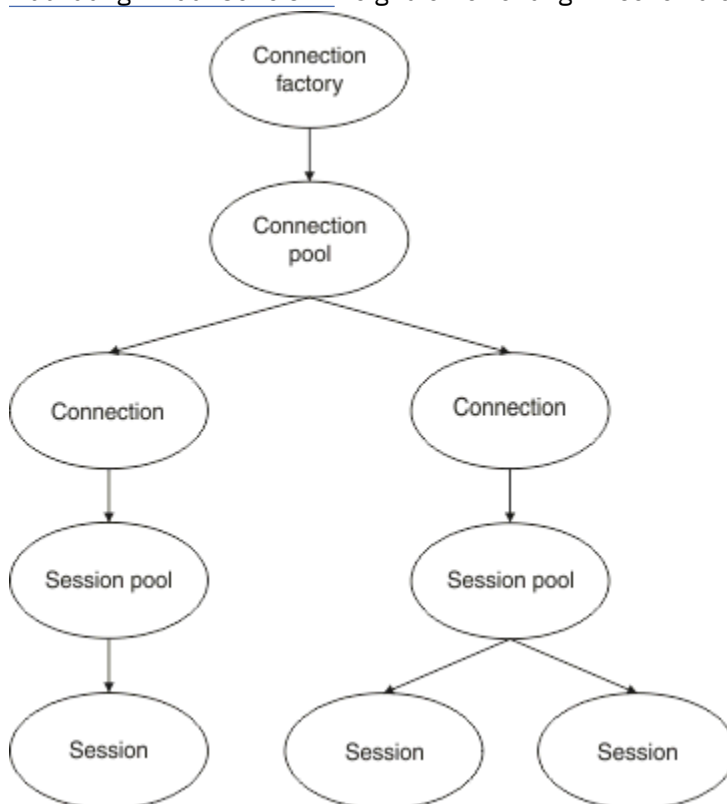 Connection
factory
Connection
pool
Connection
Connection
Session pool
Session pool
Session
Session
Session